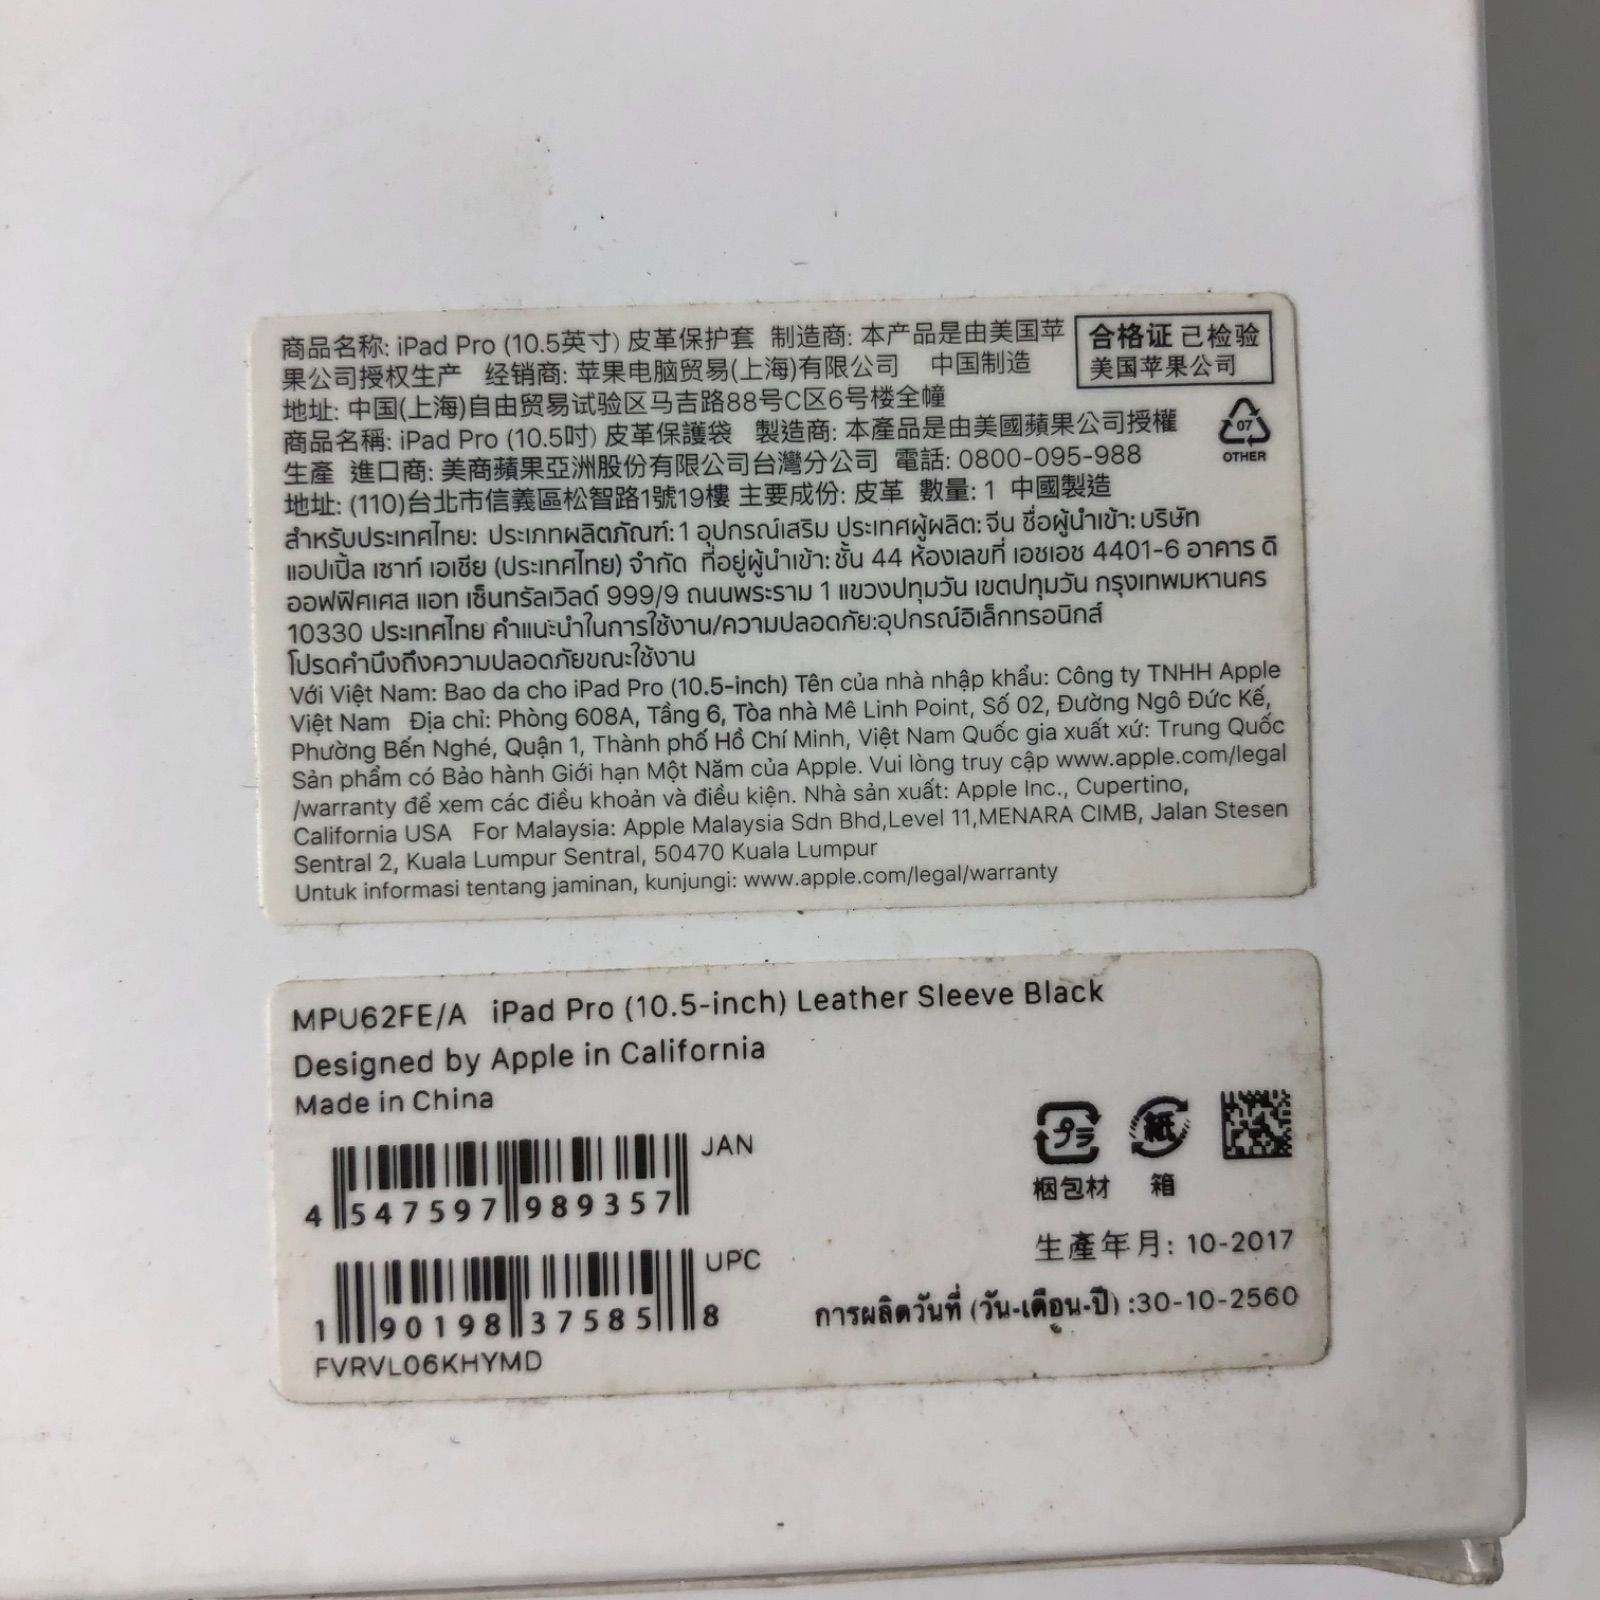 商品名称: iPad Pro (10.5英寸) 皮革保护套 制造商: 本产品是由美国苹
果公司授权生产 经销商: 苹果电脑贸易(上海)有限公司 中国制造
合格证 已检验
美国苹果公司
地址: 中国(上海)自由贸易试验区马吉路88号C区6号楼全幢
商品名稱: iPad Pro (10.5吋) 皮革保護袋 製造商: 本產品是由美國蘋果公司授權
生產 進口商: 美商蘋果亞洲股份有限公司台灣分公司 電話: 0800-095-988
地址: (110)台北市信義區松智路1號19樓 主要成份: 皮革 數量: 1 中國製造
07
OTHER
สำหรับประเทศไทย: ประเภทผลิตภัณฑ์: 1 อุปกรณ์เสริม ประเทศผู้ผลิต: จีน ชื่อผู้นำเข้า: บริษัท
แอปเปิ้ล เซาท์ เอเชีย (ประเทศไทย) จำกัด ที่อยู่ผู้นำเข้า: ชั้น 44 ห้องเลขที่ เอชเอช 4401-6 อาคาร ดิ
ออฟฟิศเศส แอท เซ็นทรัลเวิลด์ 999/9 ถนนพระราม 1 แขวงปทุมวัน เขตปทุมวัน กรุงเทพมหานคร
10330 ประเทศไทย คำแนะนำในการใช้งาน/ความปลอดภัย:อุปกรณ์อิเล็กทรอนิกส์
โปรดคำนึงถึงความปลอดภัยขณะใช้งาน
Với Việt Nam: Bao da cho iPad Pro (10.5-inch) Tên của nhà nhập khẩu: Công ty TNHH Apple
Việt Nam Địa chỉ: Phòng 608A, Tầng 6, Tòa nhà Mê Linh Point, Số 02, Đường Ngô Đức Kế,
Phường Bến Nghé, Quận 1, Thành phố Hồ Chí Minh, Việt Nam Quốc gia xuất xứ: Trung Quốc
Sản phẩm có Bảo hành Giới hạn Một Năm của Apple. Vui lòng truy cập www.apple.com/legal
/warranty để xem các điều khoản và điều kiện. Nhà sản xuất: Apple Inc., Cupertino,
California USA For Malaysia: Apple Malaysia Sdn Bhd,Level 11,MENARA CIMB, Jalan Stesen
Sentral 2, Kuala Lumpur Sentral, 50470 Kuala Lumpur
Untuk informasi tentang jaminan, kunjungi: www.apple.com/legal/warranty
MPU62FE/A iPad Pro (10.5-inch) Leather Sleeve Black
Designed by Apple in California
Made in China
JAN
4 547597 989357
プラ
紙
梱包材
箱
UPC
1 90198 37585 8
生產年月: 10-2017
การผลิตวันที่ (วัน-เดือน-ปี) :30-10-2560
FVRVL06KHYMD